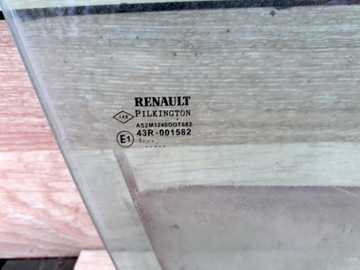 RENAULT
PILKINGTON
AS2M3240DOT682
E1 43R-001582